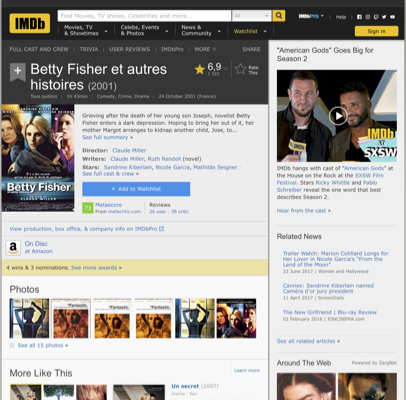 IMDb
Find Movies, TV shows, Celebrities and more...
All
IMDbPro
Help
Movies, TV & Showtimes
Celebs, Events & Photos
News & Community
Watchlist
Sign in
FULL CAST AND CREW | TRIVIA | USER REVIEWS | IMDbPro | MORE
SHARE
Betty Fisher et autres histoires (2001)
6,9
Rate This
Tous publics | 1h 43min | Comedy, Crime, Drama | 24 October 2001 (France)
Betty Fisher
Grieving after the death of her young son Joseph, novelist Betty
Fisher enters a dark depression. Hoping to bring her out of it, her
mother Margot arranges to kidnap another child, Jose, to...
See full summary »
Director: Claude Miller
Writers: Claude Miller, Ruth Rendell (novel)
Stars: Sandrine Kiberlain, Nicole Garcia, Mathilde Seigner
See full cast & crew »
+ Add to Watchlist
73
Metascore
From metacritic.com
Reviews
26 user | 38 critic
View production, box office, & company info on IMDbPro
On Disc
at Amazon
4 wins & 3 nominations. See more awards »
Photos
See all 15 photos »
More Like This
Learn more
Un secret (2007)
Drama | War
"American Gods" Goes Big for
Season 2
IMDb
at
SXSW
IMDb hangs with cast of "American Gods" at
the House on the Rock at the SXSW Film
Festival. Stars Ricky Whittle and Pablo
Schreiber reveal the one word that best
describes Season 2.
Hear from the cast »
Related News
Trailer Watch: Marion Cotillard Longs for
Her Lover in Nicole Garcia's "From the
Land of the Moon"
22 June 2017 | Women and Hollywood
Cannes: Sandrine Kiberlain named
Caméra d'or jury president
11 April 2017 | ScreenDaily
The New Girlfriend | Blu-ray Review
02 February 2016 | IONCINEMA.com
See all related articles »
Around The Web
Powered by ZergNet